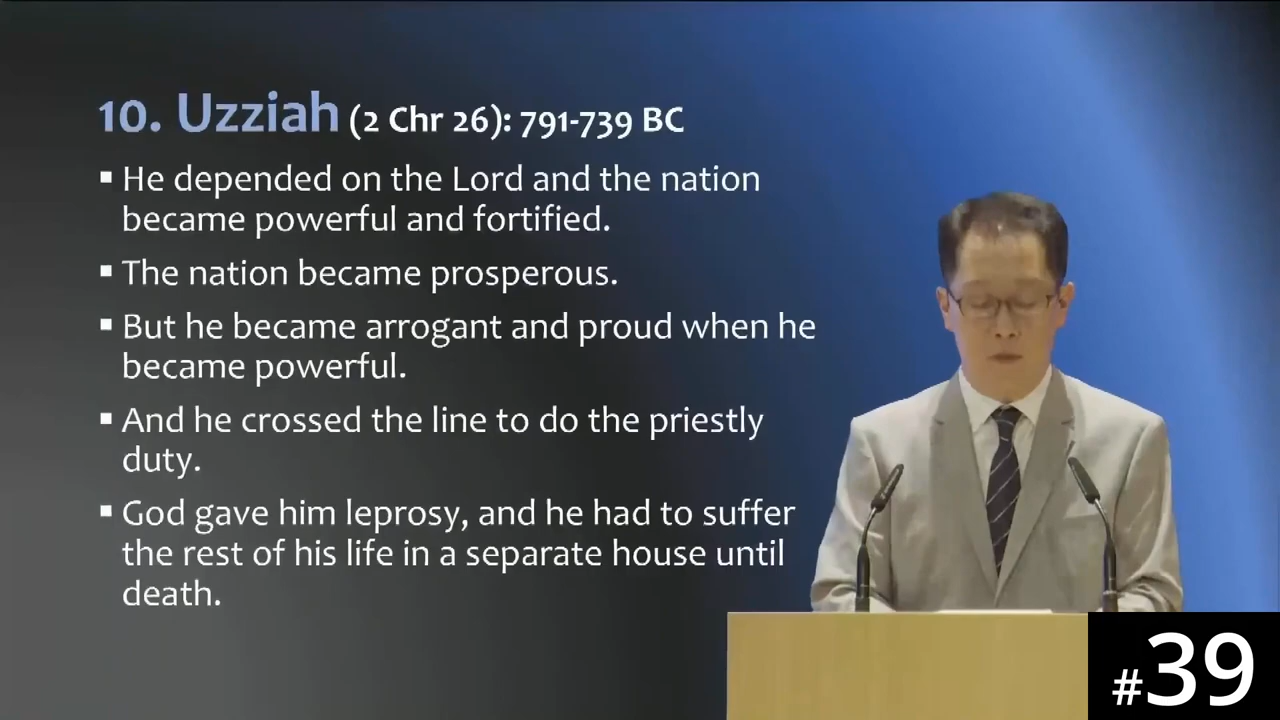 10. Uzziah (2 Chr 26): 791-739 BC
▪ He depended on the Lord and the nation
became powerful and fortified.
▪ The nation became prosperous.
▪ But he became arrogant and proud when he
became powerful.
▪ And he crossed the line to do the priestly
duty.
▪ God gave him leprosy, and he had to suffer
the rest of his life in a separate house until
death.
#39